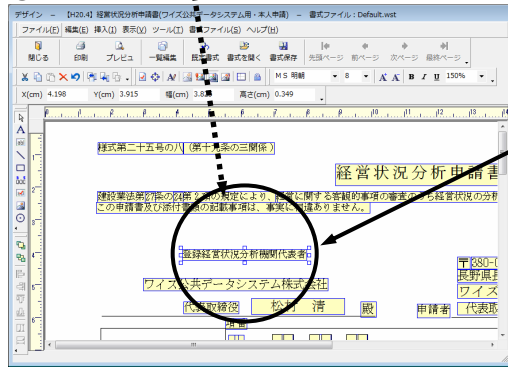 デザイン － 【H20.4】経営状況分析申請書(ワイズ公共データシステム用・本人申請) － 書式ファイル：Default.wst
ファイル(F) 編集(E) 挿入(I) 表示(V) ツール(T) 書式ファイル(S) ヘルプ(H)
閉じる 印刷 プレビュ 一覧編集 既定書式 書式を開く 書式保存 先頭ページ 前ページ 次ページ 最終ページ
ＭＳ 明朝 8 A A B I U 150%
X(cm) 4.198 Y(cm) 3.915 幅(cm) 高さ(cm) 0.349
様式第二十五号の八 (第十九条の三関係)
経営状況分析申請書
建設業法第27条の24第2項の規定により、経営に関する客観的事項の審査のうち経営状況の分析
この申請書及び添付書類の記載事項は、事実に相違ありません。
登録経営状況分析機関代表者
〒380-0
長野県長
ワイズ公共データシステム株式会社
ワイズ
代表取締役 松村 清 殿 申請者 代表取
項番